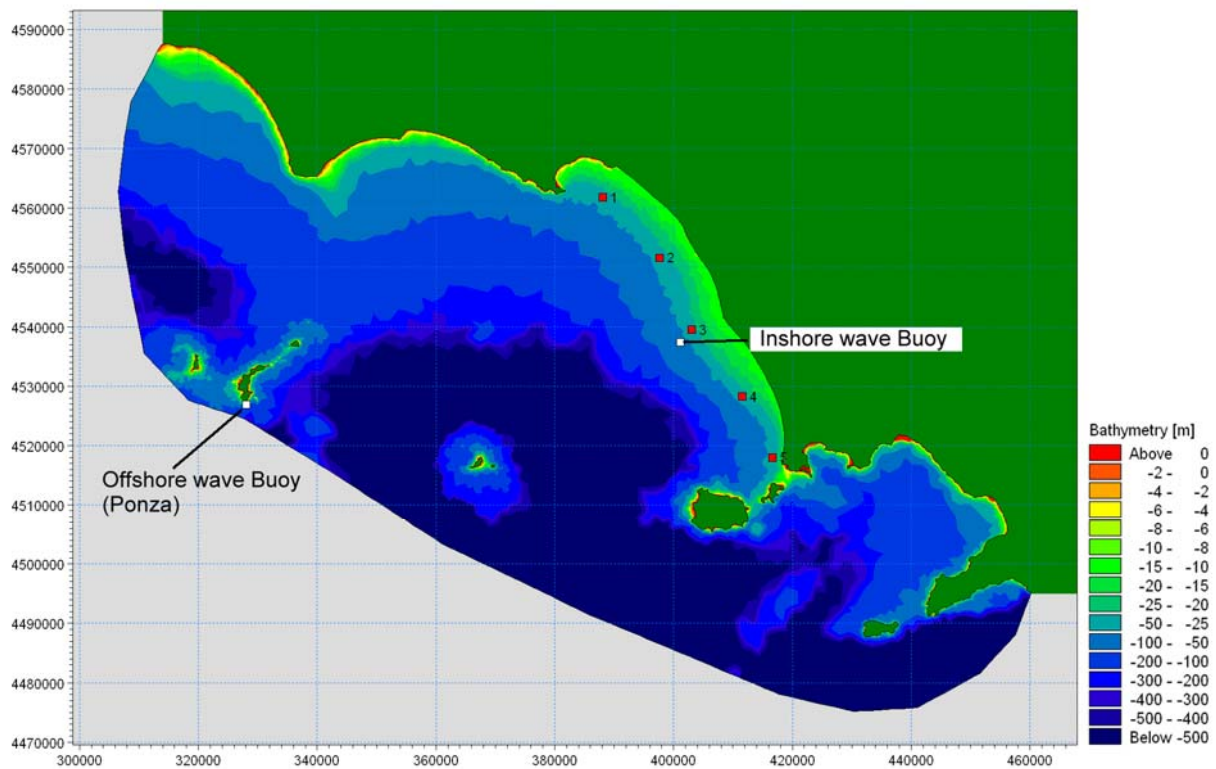 4590000
4580000
4570000
4560000
4550000
4540000
4530000
4520000
4510000
4500000
4490000
4480000
4470000
300000 320000 340000 360000 380000 400000 420000 440000 460000
1
2
3
Inshore wave Buoy
4
5
Offshore wave Buoy
(Ponza)
Bathymetry [m]
Above 0
-2 - 0
-4 - -2
-6 - -4
-8 - -6
-10 - -8
-15 - -10
-20 - -15
-25 - -20
-50 - -25
-100 - -50
-200 - -100
-300 - -200
-400 - -300
-500 - -400
Below -500